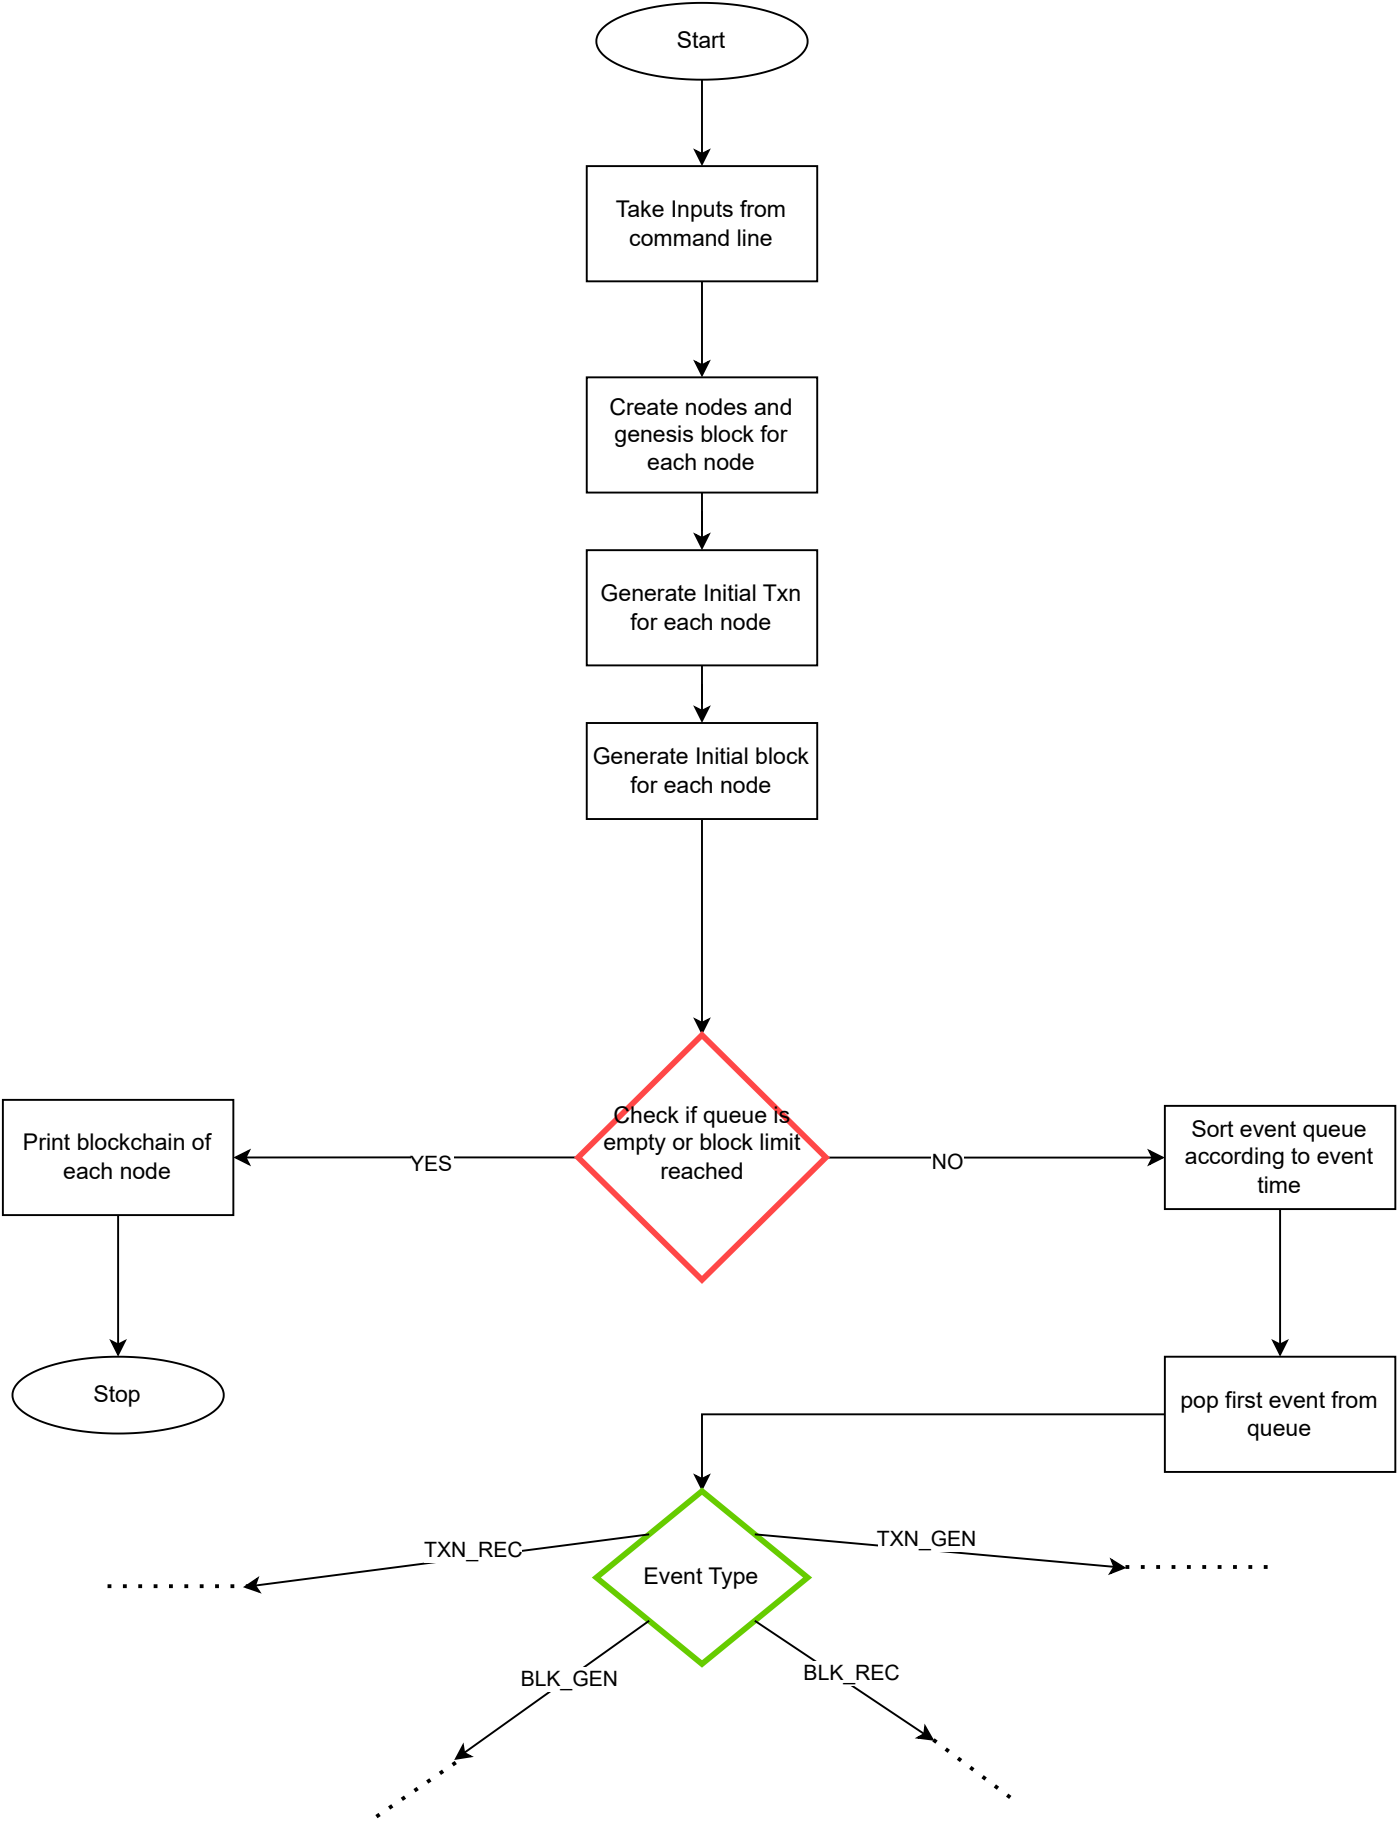 Start
Take Inputs from
command line
Create nodes and
genesis block for
each node
Generate Initial Txn
for each node
Generate Initial block
for each node
Check if queue is
empty or block limit
reached
YES
NO
Print blockchain of
each node
Sort event queue
according to event
time
Stop
pop first event from
queue
Event Type
TXN_REC
TXN_GEN
BLK_GEN
BLK_REC